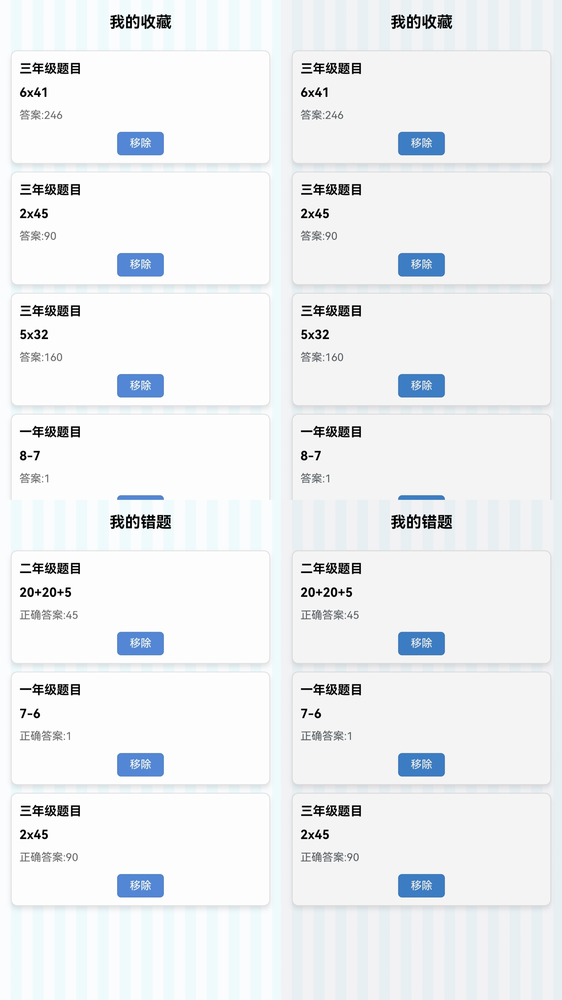 我的收藏
三年级题目
6x41
答案:246
移除
三年级题目
2x45
答案:90
移除
三年级题目
5x32
答案:160
移除
一年级题目
8-7
答案:1
我的收藏
三年级题目
6x41
答案:246
移除
三年级题目
2x45
答案:90
移除
三年级题目
5x32
答案:160
移除
一年级题目
8-7
答案:1
我的错题
二年级题目
20+20+5
正确答案:45
移除
一年级题目
7-6
正确答案:1
移除
三年级题目
2x45
正确答案:90
移除
我的错题
二年级题目
20+20+5
正确答案:45
移除
一年级题目
7-6
正确答案:1
移除
三年级题目
2x45
正确答案:90
移除